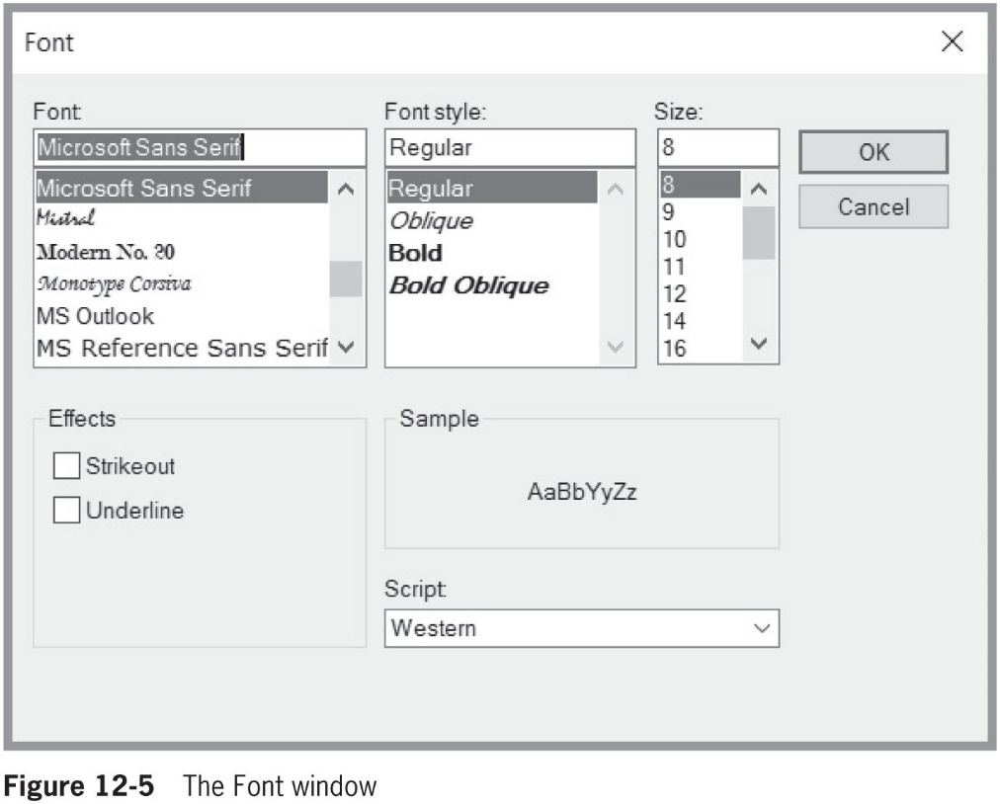 Font
Font:
Microsoft Sans Serif
Microsoft Sans Serif
Mistral
Modern No. 20
Monotype Corsiva
MS Outlook
MS Reference Sans Serif
Font style:
Regular
Regular
Oblique
Bold
Bold Oblique
Size:
8
8
9
10
11
12
14
16
OK
Cancel
Effects
Strikeout
Underline
Sample
AaBbYyZz
Script:
Western
Figure 12-5 The Font window